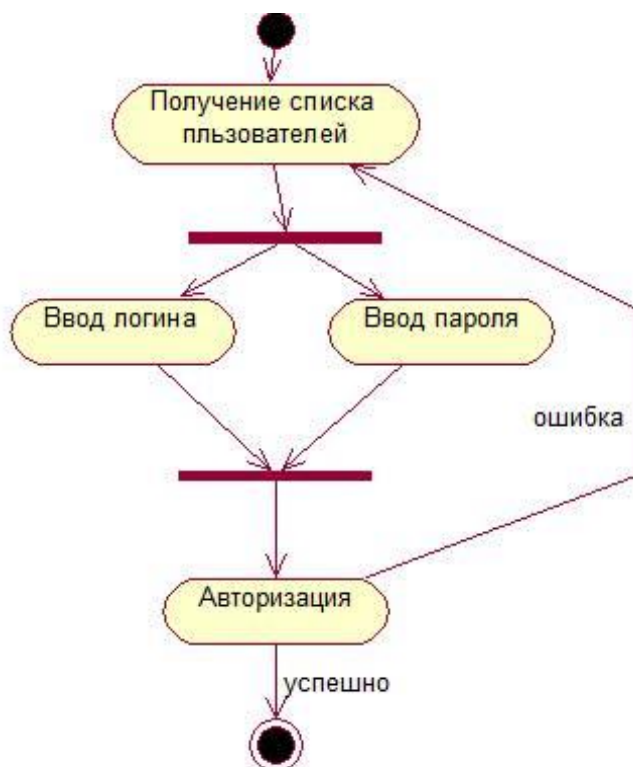 Получение списка
пльзователей
Ввод логина
Ввод пароля
ошибка
Авторизация
успешно